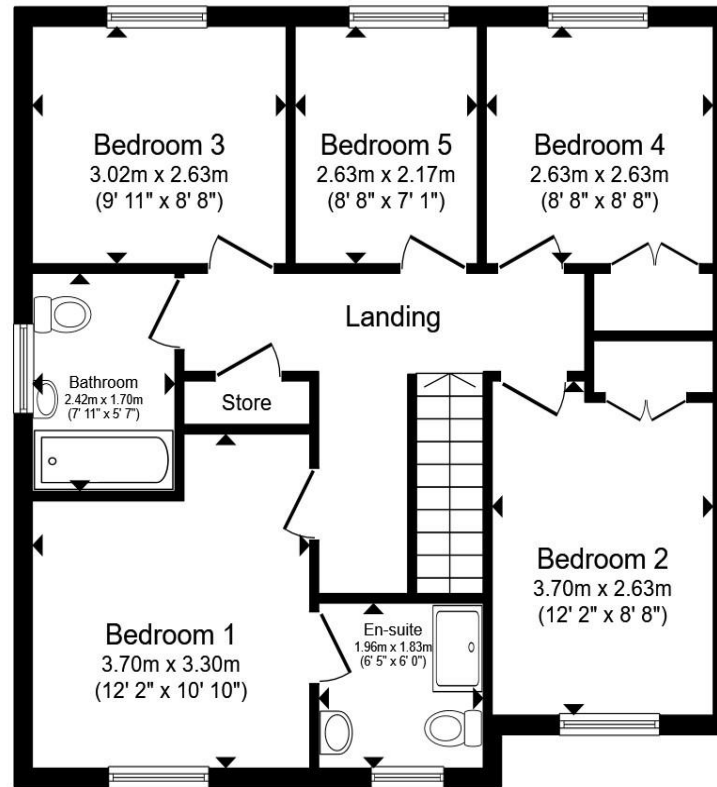 Bedroom 3
3.02m x 2.63m
(9' 11" x 8' 8")
Bedroom 5
2.63m x 2.17m
(8' 8" x 7' 1")
Bedroom 4
2.63m x 2.63m
(8' 8" x 8' 8")
Landing
Bathroom
2.42m x 1.70m
(7' 11" x 5' 7")
Store
Bedroom 2
3.70m x 2.63m
(12' 2" x 8' 8")
Bedroom 1
3.70m x 3.30m
(12' 2" x 10' 10")
En-suite
1.96m x 1.83m
(6' 5" x 6' 0")